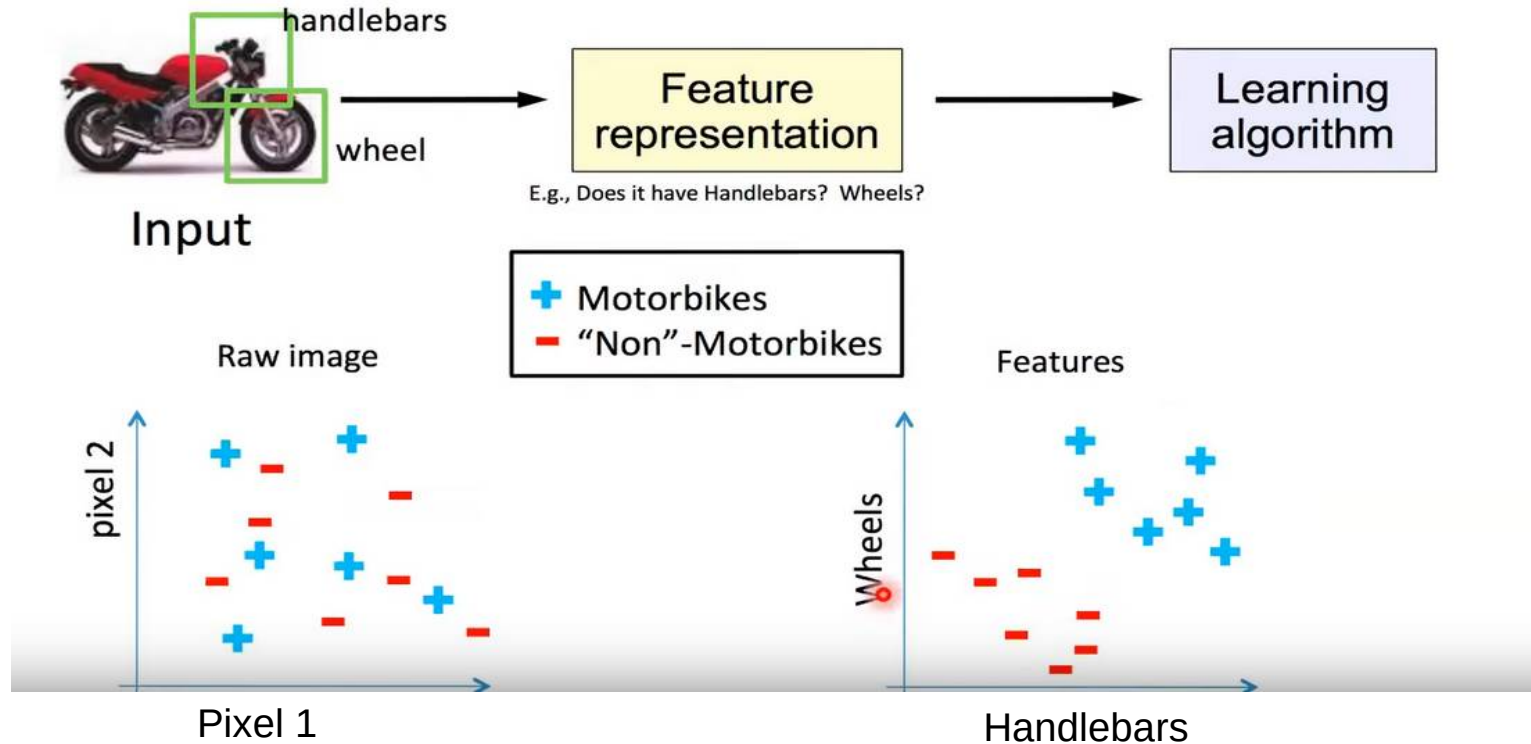 handlebars
wheel
Input
Feature
representation
E.g., Does it have Handlebars? Wheels?
Learning
algorithm
Motorbikes
“Non”-Motorbikes
Raw image
pixel 2
Pixel 1
Features
Wheels
Handlebars